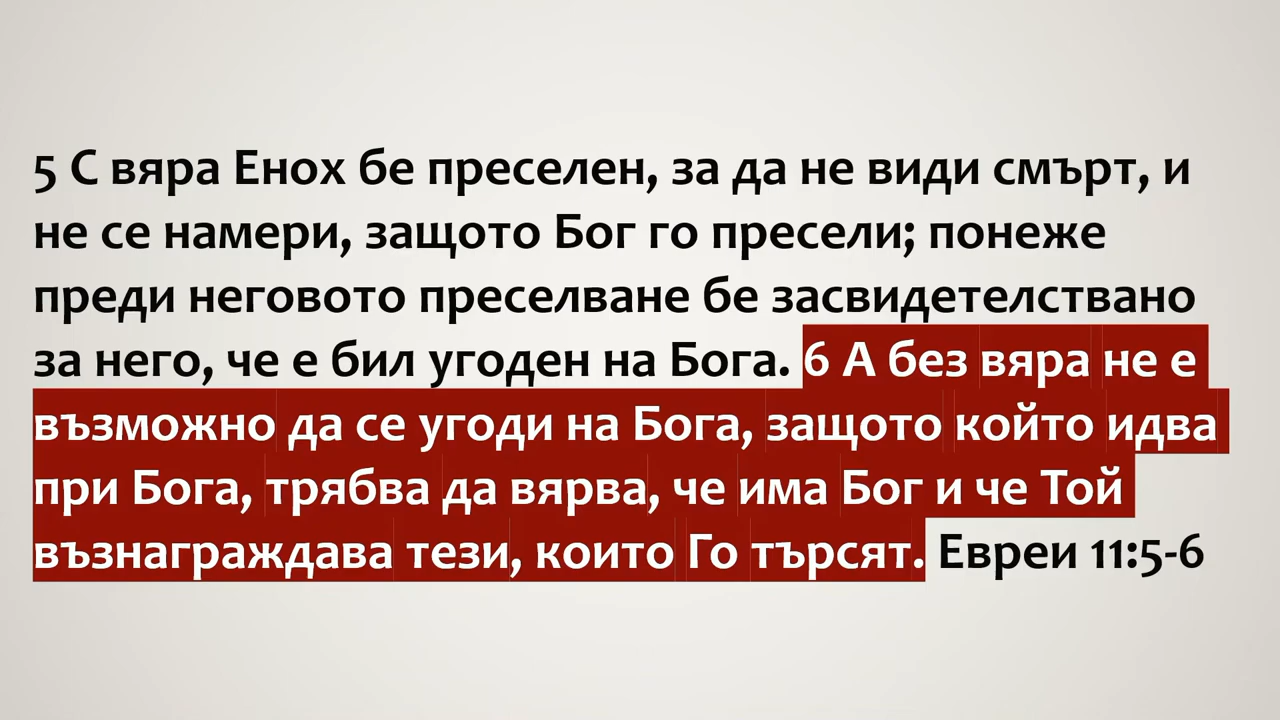 5 С вяра Енох бе преселен, за да не види смърт, и
не се намери, защото Бог го пресели; понеже
преди неговото преселване бе засвидетелствано
за него, че е бил угоден на Бога. 6 А без вяра не е
възможно да се угоди на Бога, защото който идва
при Бога, трябва да вярва, че има Бог и че Той
възнаграждава тези, които Го търсят. Евреи 11:5-6